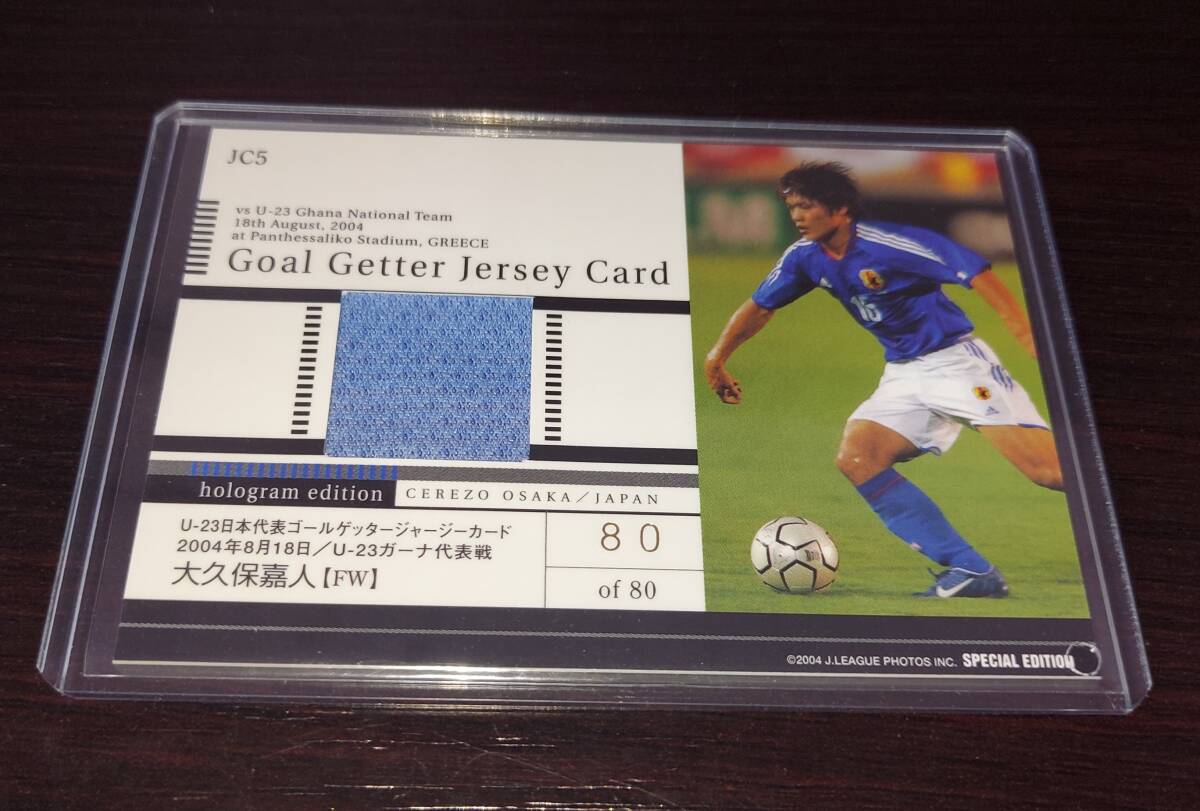 JC5
vs U-23 Ghana National Team
18th August, 2004
at Panthessaliko Stadium, GREECE
Goal Getter Jersey Card
hologram edition
CEREZO OSAKA/JAPAN
U-23日本代表ゴールゲッタージャージーカード
2004年8月18日/U-23ガーナ代表戦
大久保嘉人【FW】
80
of 80
16
©2004 J.LEAGUE PHOTOS INC. SPECIAL EDITION